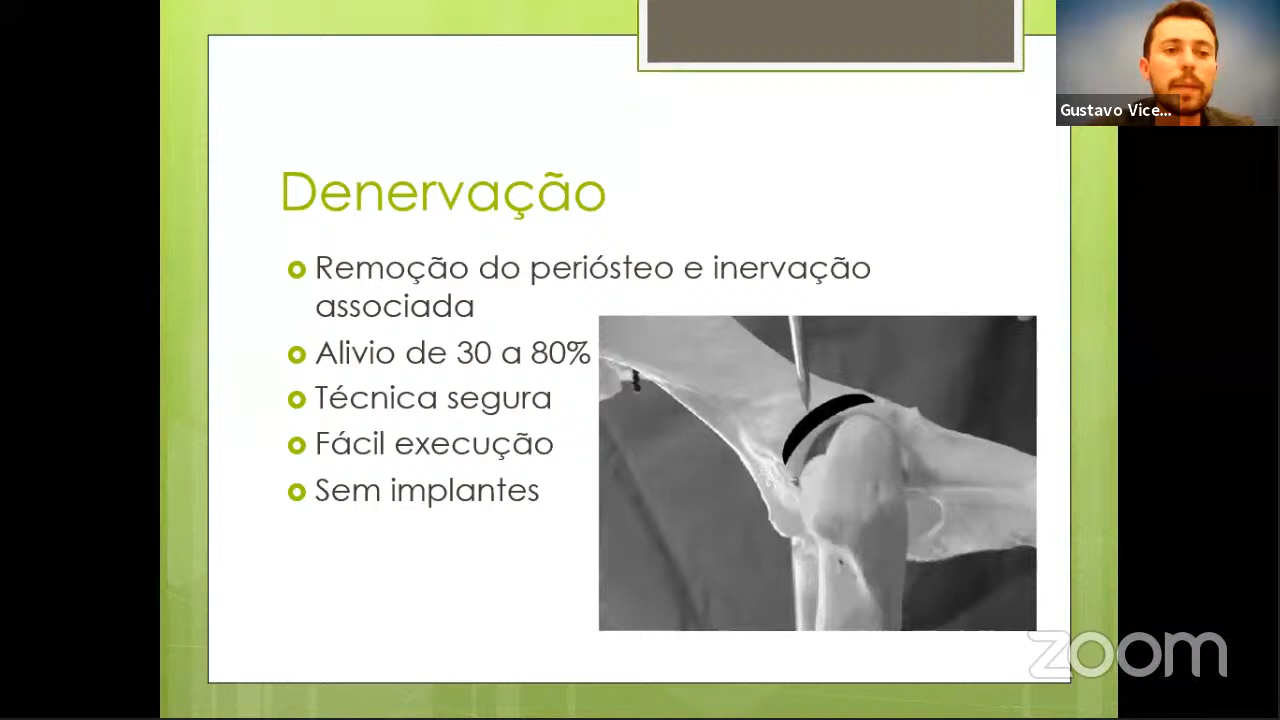 Gustavo Vice...
Denervação
Remoção do periósteo e inervação
associada
Alivio de 30 a 80%
Técnica segura
Fácil execução
Sem implantes
zoom